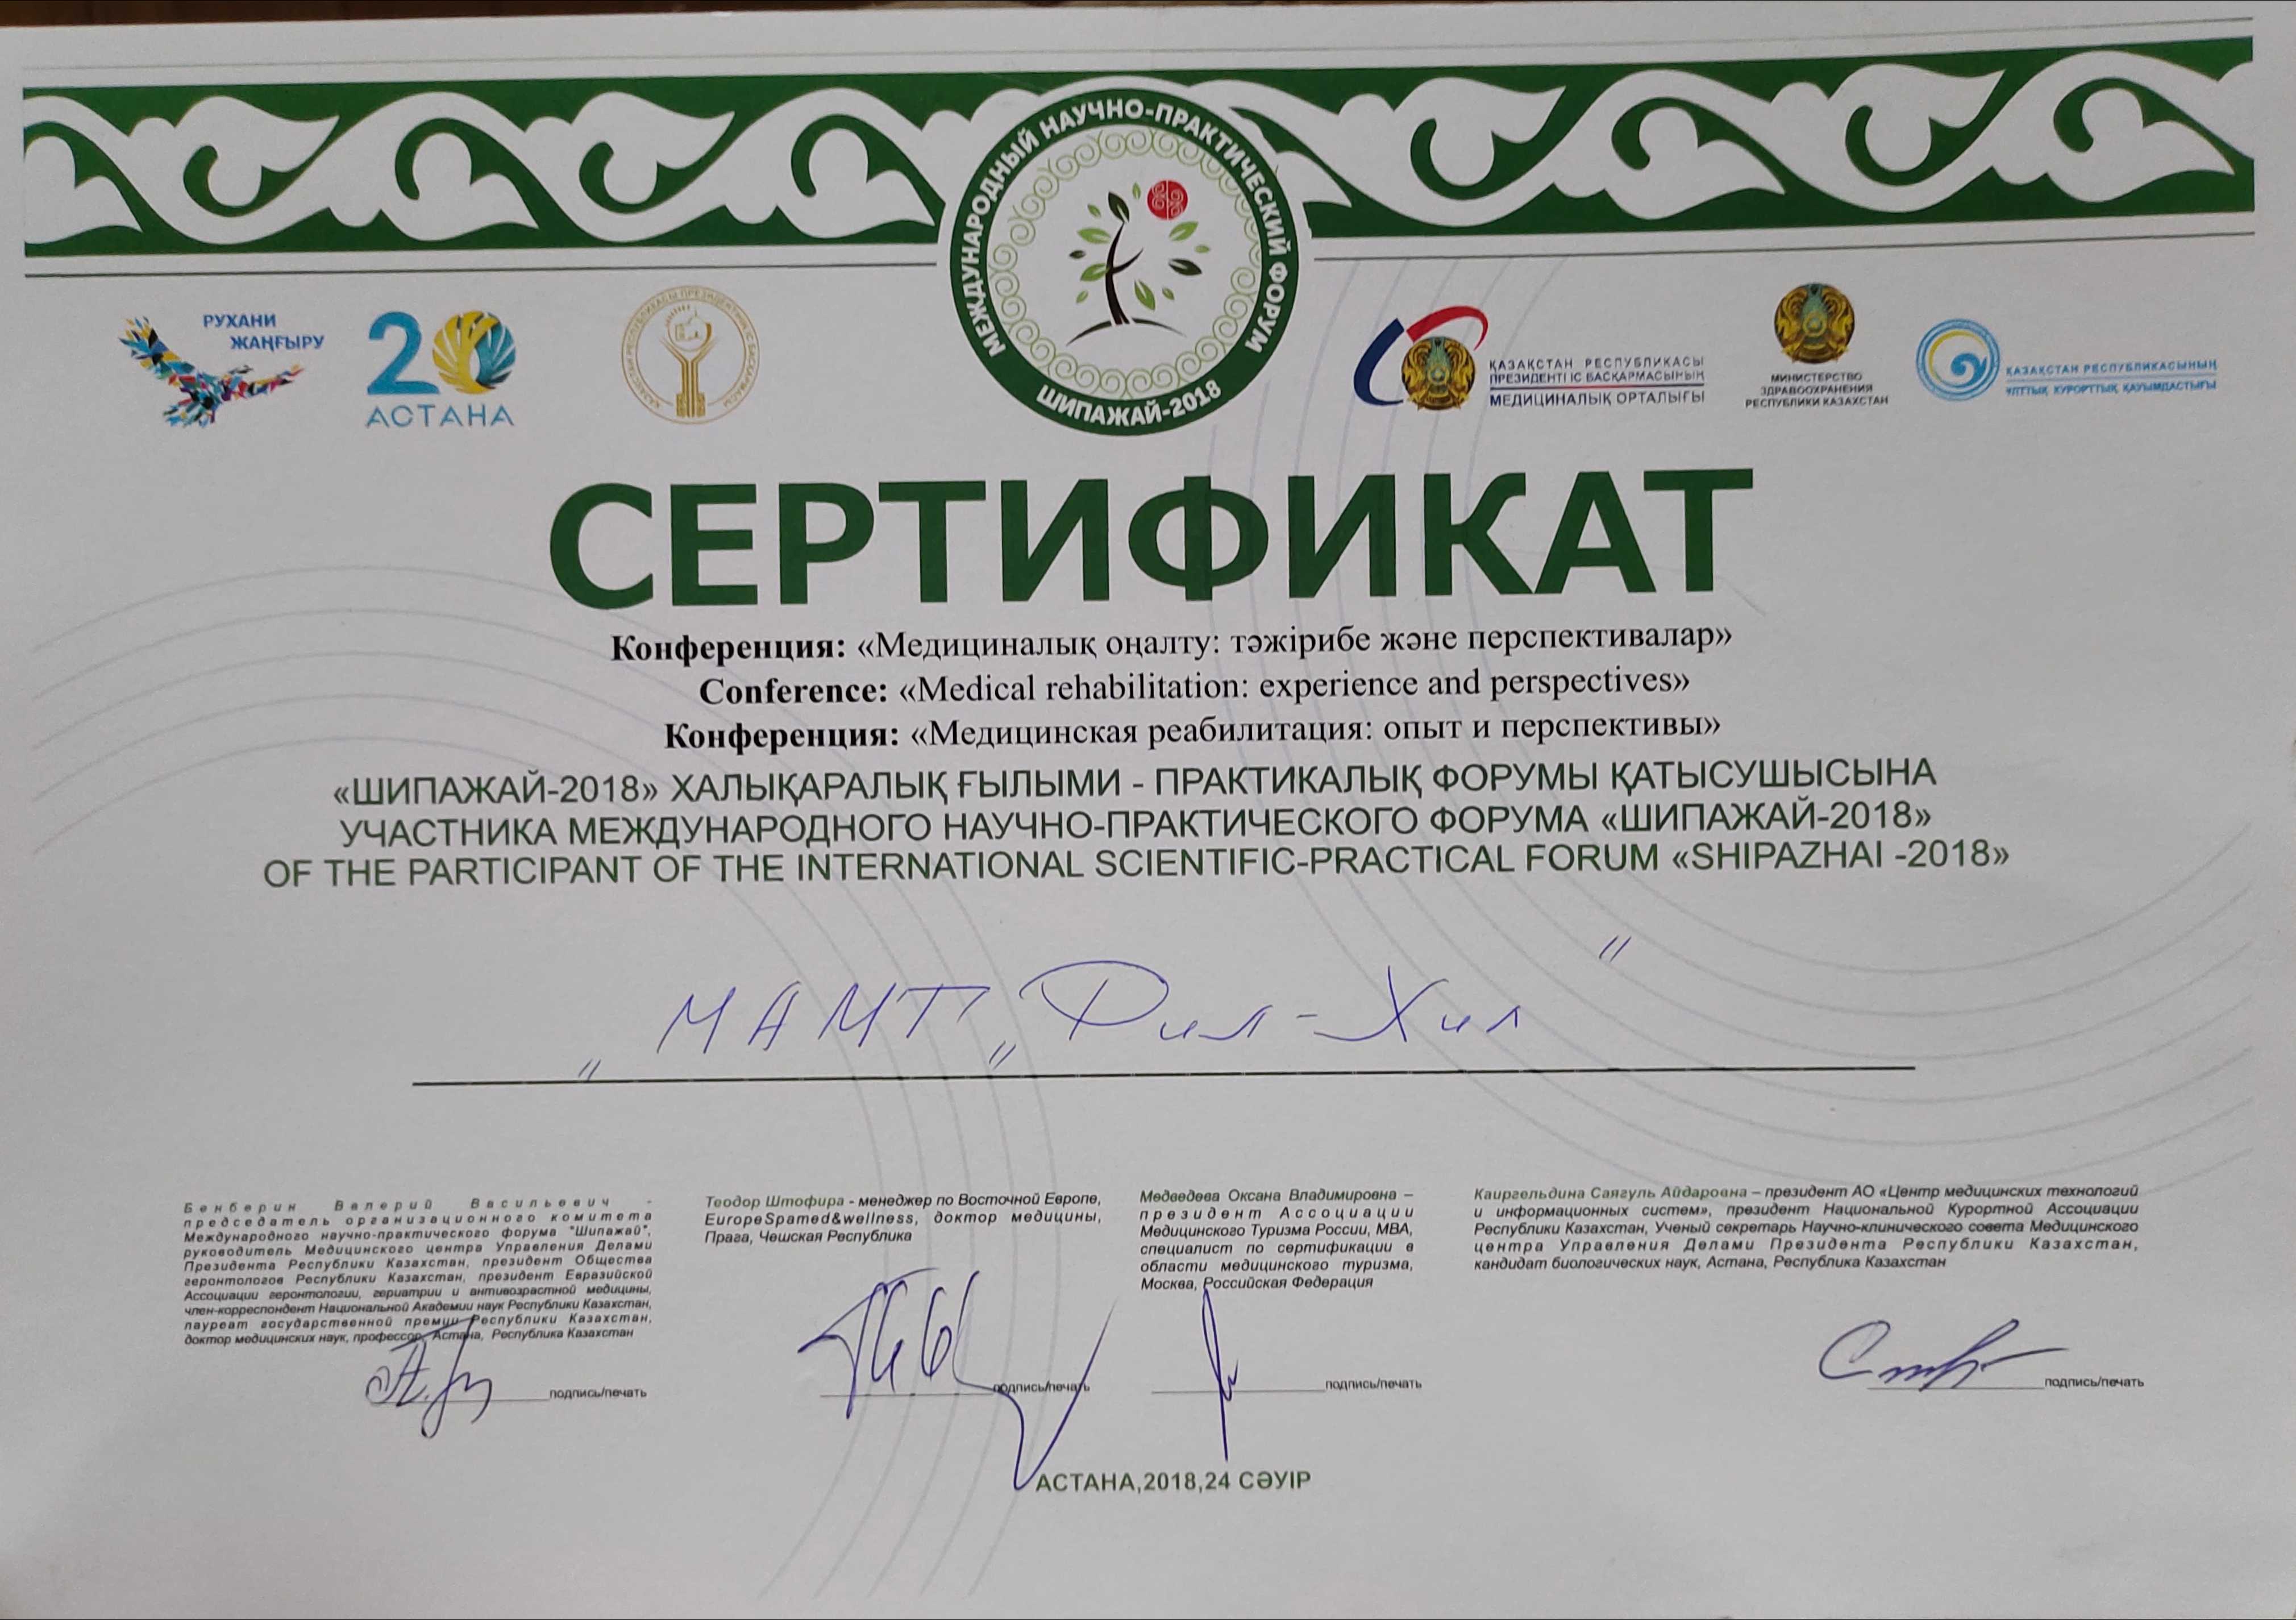 МЕЖДУНАРОДНЫЙ НАУЧНО-ПРАКТИЧЕСКИЙ ФОРУМ
ШИПАЖАЙ-2018
РУХАНИ
ЖАҢҒЫРУ
20
АСТАНА
ҚАЗАҚСТАН РЕСПУБЛИКАСЫ ПРЕЗИДЕНТІНІҢ ІС БАСҚАРМАСЫ
ҚАЗАҚСТАН РЕСПУБЛИКАСЫ
ПРЕЗИДЕНТІ ІС БАСҚАРМАСЫНЫҢ
МЕДИЦИНАЛЫҚ ОРТАЛЫҒЫ
МИНИСТЕРСТВО
ЗДРАВООХРАНЕНИЯ
РЕСПУБЛИКИ КАЗАХСТАН
ҚАЗАҚСТАН РЕСПУБЛИКАСЫНЫҢ
ҰЛТТЫҚ КУРОРТТЫҚ ҚАУЫМДАСТЫҒЫ
СЕРТИФИКАТ
Конференция: «Медициналық оңалту: тәжірибе және перспективалар»
Conference: «Medical rehabilitation: experience and perspectives»
Конференция: «Медицинская реабилитация: опыт и перспективы»
«ШИПАЖАЙ-2018» ХАЛЫҚАРАЛЫҚ ҒЫЛЫМИ - ПРАКТИКАЛЫҚ ФОРУМЫ ҚАТЫСУШЫСЫНА
УЧАСТНИКА МЕЖДУНАРОДНОГО НАУЧНО-ПРАКТИЧЕСКОГО ФОРУМА «ШИПАЖАЙ-2018»
OF THE PARTICIPANT OF THE INTERNATIONAL SCIENTIFIC-PRACTICAL FORUM «SHIPAZHAI -2018»
„МАМТ „Дил-Хил"
Бенберин Валерий Васильевич -
председатель организационного комитета
Международного научно-практического форума "Шипажай",
руководитель Медицинского центра Управления Делами
Президента Республики Казахстан, президент Общества
геронтологов Республики Казахстан, президент Евразийской
Ассоциации геронтологии, гериатрии и антивозрастной медицины,
член-корреспондент Национальной Академии наук Республики Казахстан,
лауреат государственной премии Республики Казахстан,
доктор медицинских наук, профессор, Астана, Республика Казахстан
подпись/печать
Теодор Штофира - менеджер по Восточной Европе,
EuropeSpamed&wellness, доктор медицины,
Прага, Чешская Республика
подпись/печать
Медведева Оксана Владимировна –
президент Ассоциации
Медицинского Туризма России, МВА,
специалист по сертификации в
области медицинского туризма,
Москва, Российская Федерация
подпись/печать
Каиргельдина Саягуль Айдаровна – президент АО «Центр медицинских технологий
и информационных систем», президент Национальной Курортной Ассоциации
Республики Казахстан, Ученый секретарь Научно-клинического совета Медицинского
центра Управления Делами Президента Республики Казахстан,
кандидат биологических наук, Астана, Республика Казахстан
подпись/печать
АСТАНА,2018,24 СӘУІР